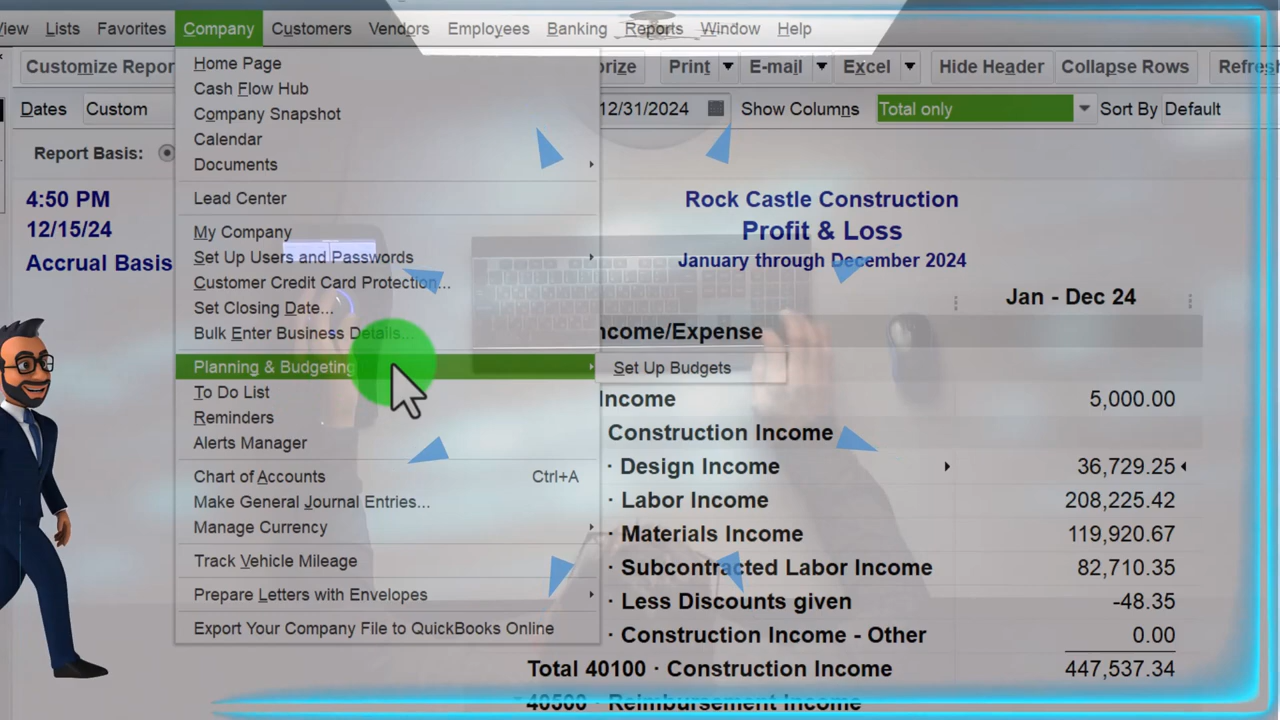 View Lists Favorites Company Customers Vendors Employees Banking Reports Window Help
Customize Report Print E-mail Excel Hide Header Collapse Rows Refresh
Dates Custom 12/31/2024 Show Columns Total only Sort By Default
Report Basis:
4:50 PM
12/15/24
Accrual Basis
Home Page
Cash Flow Hub
Company Snapshot
Calendar
Documents
Lead Center
My Company
Set Up Users and Passwords
Customer Credit Card Protection...
Set Closing Date...
Bulk Enter Business Details...
Planning & Budgeting
Set Up Budgets
To Do List
Reminders
Alerts Manager
Chart of Accounts Ctrl+A
Make General Journal Entries...
Manage Currency
Track Vehicle Mileage
Prepare Letters with Envelopes
Export Your Company File to QuickBooks Online
Rock Castle Construction
Profit & Loss
January through December 2024
Jan - Dec 24
Income/Expense
Income 5,000.00
Construction Income
· Design Income 36,729.25
· Labor Income 208,225.42
· Materials Income 119,920.67
· Subcontracted Labor Income 82,710.35
· Less Discounts given -48.35
· Construction Income - Other 0.00
Total 40100 · Construction Income 447,537.34
40500 · Reimbursement Income